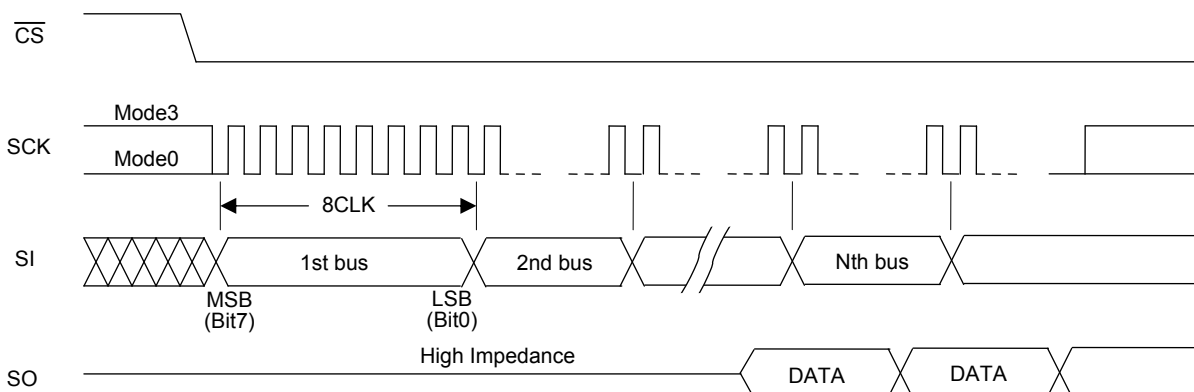 CS
Mode3
SCK
Mode0
8CLK
SI
1st bus
2nd bus
Nth bus
MSB
(Bit7)
LSB
(Bit0)
High Impedance
SO
DATA
DATA